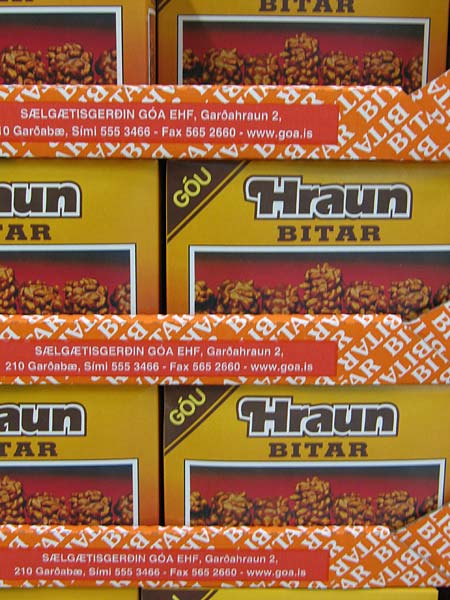 BITAR
SÆLGÆTISGERÐIN GÓA EHF, Garðahraun 2,
10 Garðabæ, Sími 555 3466 - Fax 565 2660 - www.goa.is
GÓU
Hraun
BITAR
raun
TAR
SÆLGÆTISGERÐIN GÓA EHF, Garðahraun 2,
210 Garðabæ, Sími 555 3466 - Fax 565 2660 - www.goa.is
GÓU
Hraun
BITAR
raun
TAR
SÆLGÆTISGERÐIN GÓA EHF, Garðahraun 2,
210 Garðabæ, Sími 555 3466 - Fax 565 2660 - www.goa.is